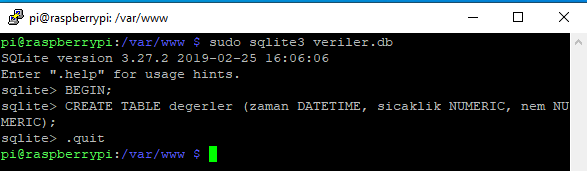 pi@raspberrypi: /var/www
pi@raspberrypi:/var/www $ sudo sqlite3 veriler.db
SQLite version 3.27.2 2019-02-25 16:06:06
Enter ".help" for usage hints.
sqlite> BEGIN;
sqlite> CREATE TABLE degerler (zaman DATETIME, sicaklik NUMERIC, nem NU
MERIC);
sqlite> .quit
pi@raspberrypi:/var/www $